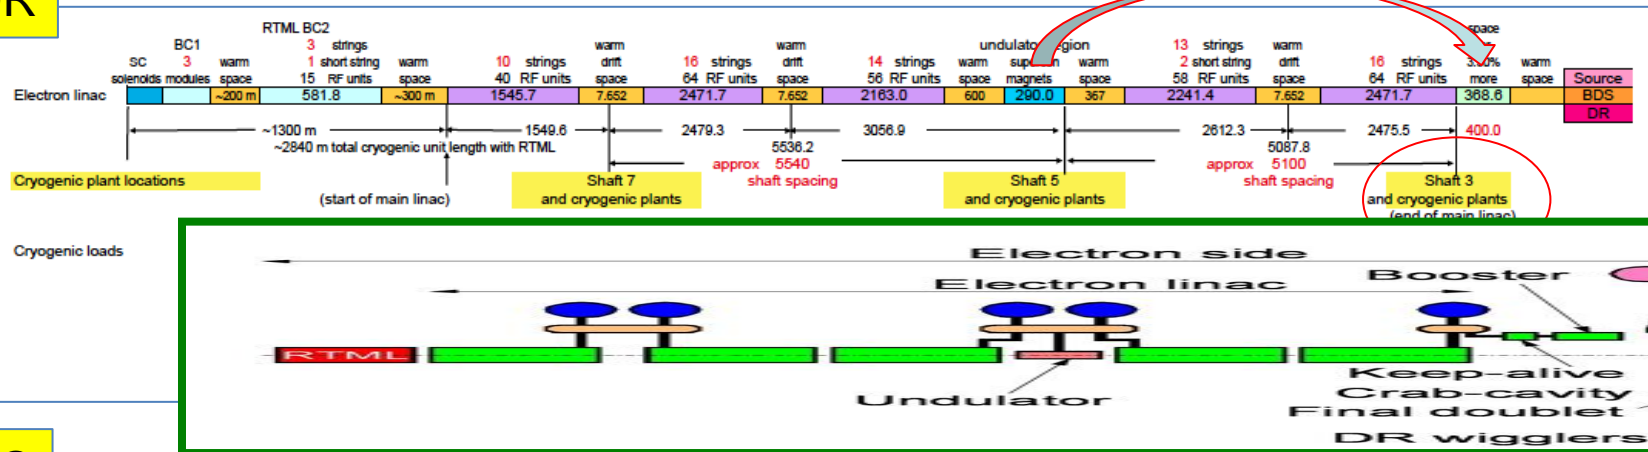 R
RTML BC2
space
BC1 3 strings warm warm undulator region 13 strings warm
SC 3 warm 1 short string warm 10 strings drift 16 strings drift 14 strings warm warm 2 short string drift 16 strings 3.50% warm
solenoids modules space 15 RF units space 40 RF units space 64 RF units space 56 RF units space magnets space 58 RF units space 64 RF units more space Source
Electron linac ~200 m 581.8 ~300 m 1545.7 7.652 2471.7 7.652 2163.0 600 290.0 367 2241.4 7.652 2471.7 368.6 BDS
DR
~1300 m 1549.6 2479.3 3056.9 2612.3 2475.5 400.0
~2840 m total cryogenic unit length with RTML 5536.2 5087.8
approx 5540 approx 5100
Cryogenic plant locations Shaft 7 shaft spacing Shaft 5 shaft spacing Shaft 3
(start of main linac) and cryogenic plants and cryogenic plants and cryogenic plants
(end of main linac)
Cryogenic loads
Electron side
Electron linac
Booster
RTML
Undulator
Keep-alive
Crab-cavity
Final doublet
DR wigglers